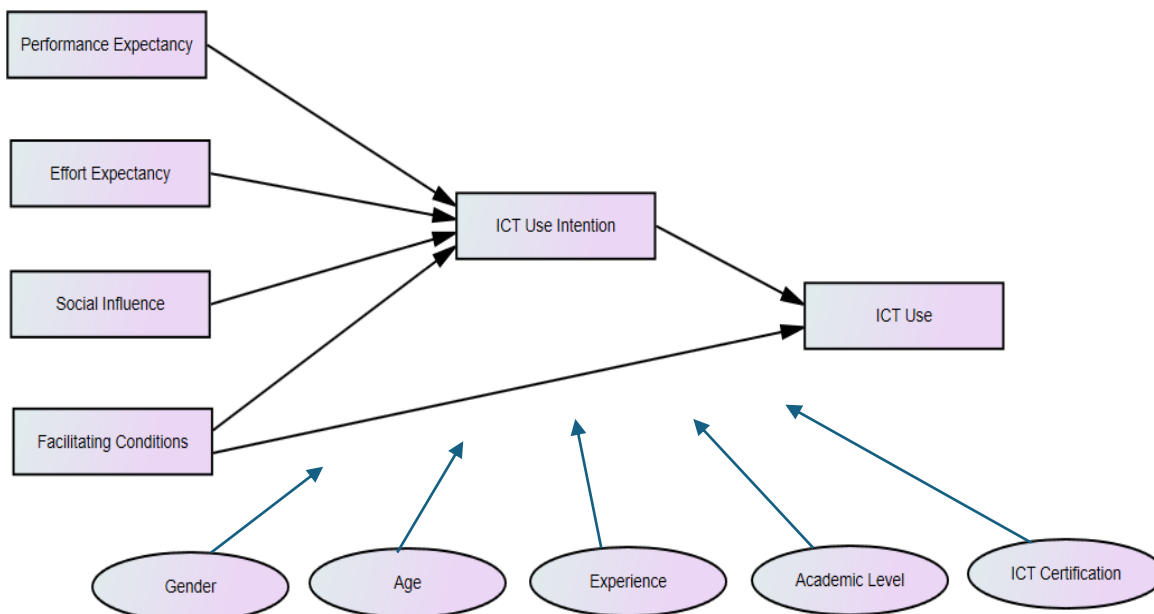 Performance Expectancy
Effort Expectancy
ICT Use Intention
Social Influence
ICT Use
Facilitating Conditions
Gender
Age
Experience
Academic Level
ICT Certification